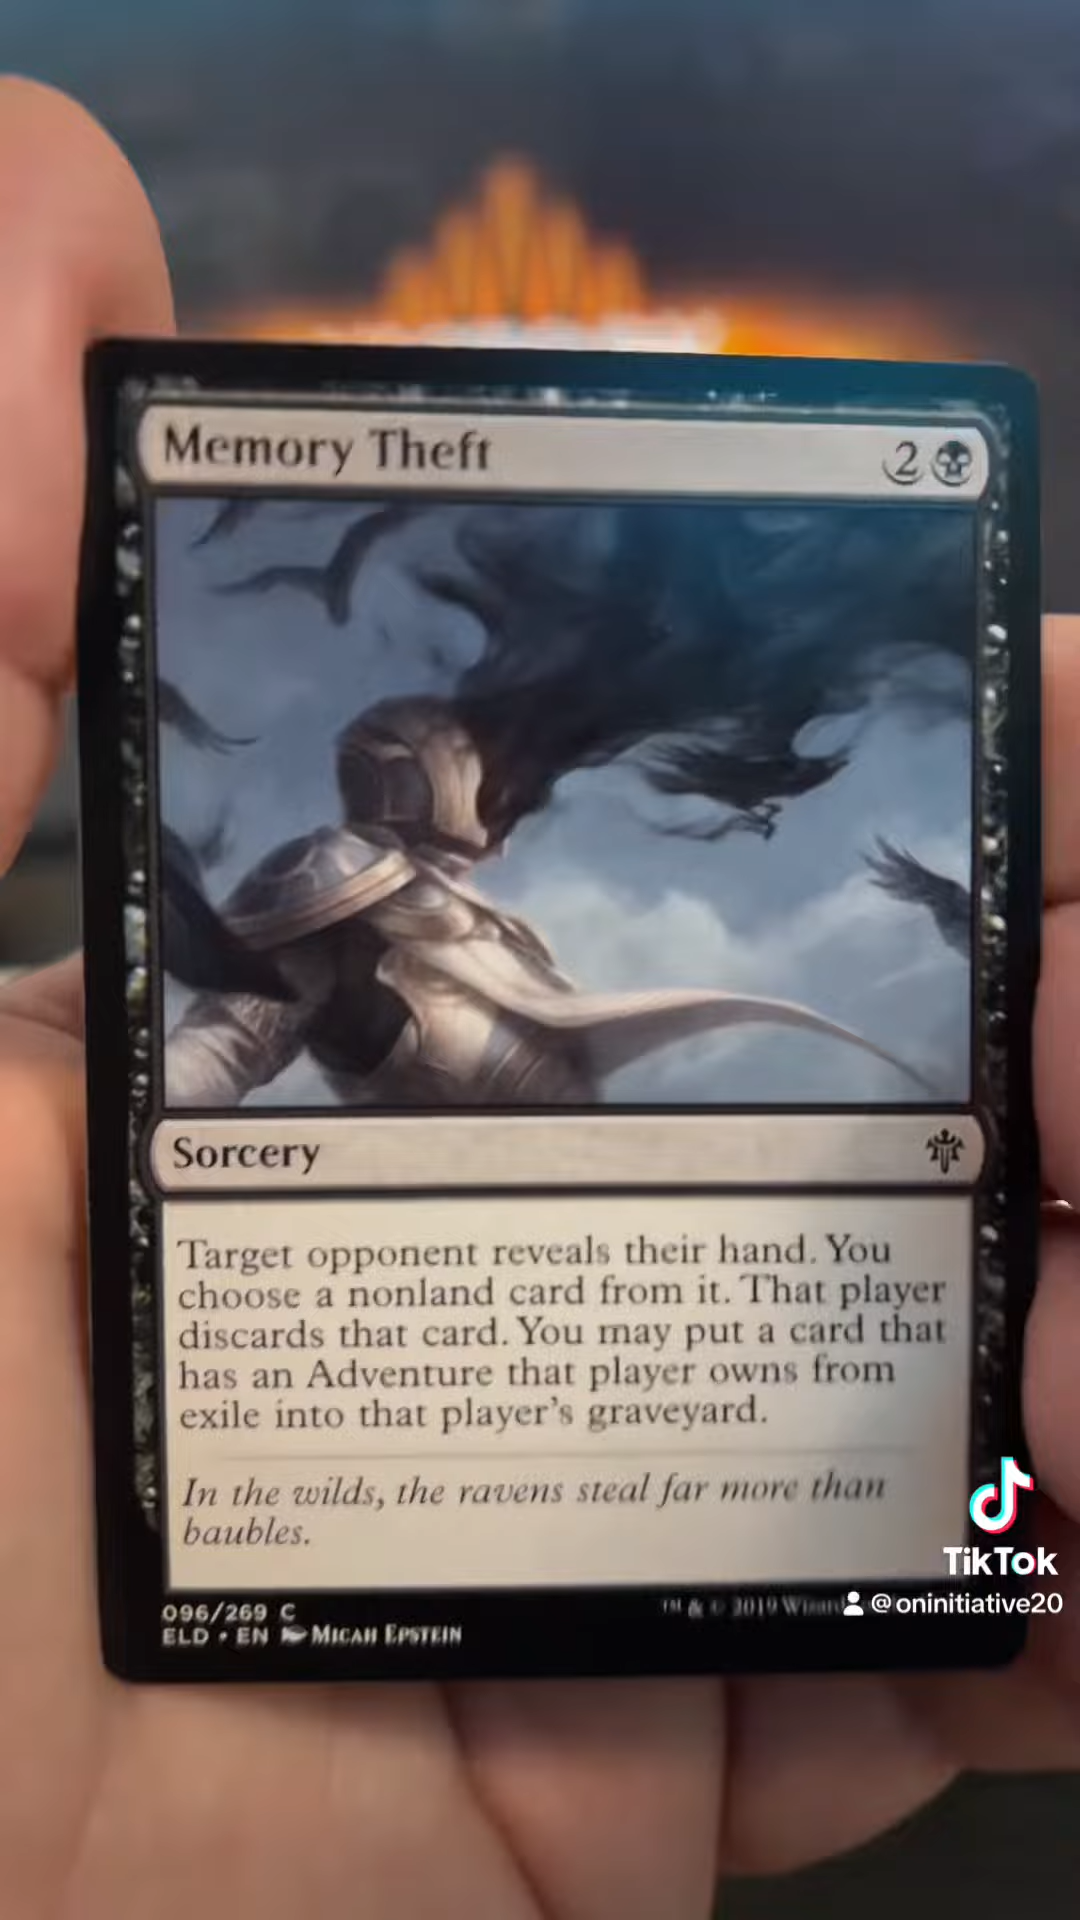 Memory Theft
2
Sorcery
Target opponent reveals their hand. You
choose a nonland card from it. That player
discards that card. You may put a card that
has an Adventure that player owns from
exile into that player's graveyard.
In the wilds, the ravens steal far more than
baubles.
096/269 C
ELD • EN Micah Epstein
™ & © 2019
TikTok
@oninitiative20